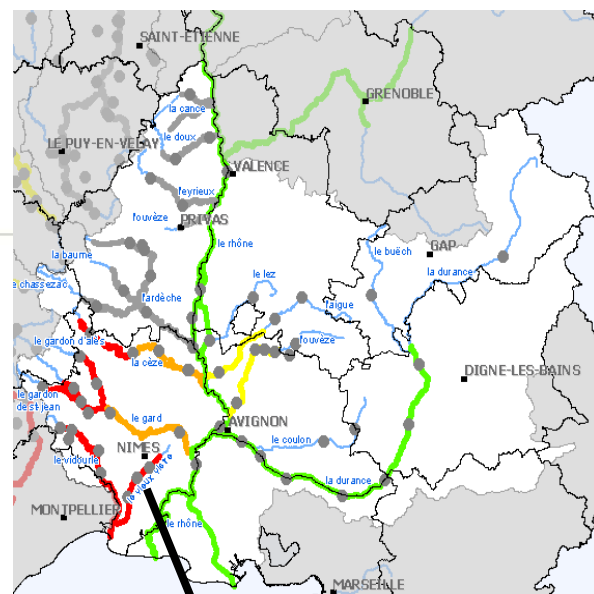 SAINT-ETIENNE
GRENOBLE
la cance
le doux
LE PUY-EN-VELAY
VALENCE
l'eyrieux
l'ouvèze
PRIVAS
le rhône
le buëch
GAP
la baume
la durance
le lez
le chassezac
l'ardèche
l'aigue
l'ouvèze
le gardon d'alès
la cèze
DIGNE-LES-BAINS
le gardon
de st-jean
le gard
AVIGNON
le coulon
NIMES
le vidourle
la vieux vistre
la durance
MONTPELLIER
le rhône
MARSEILLE